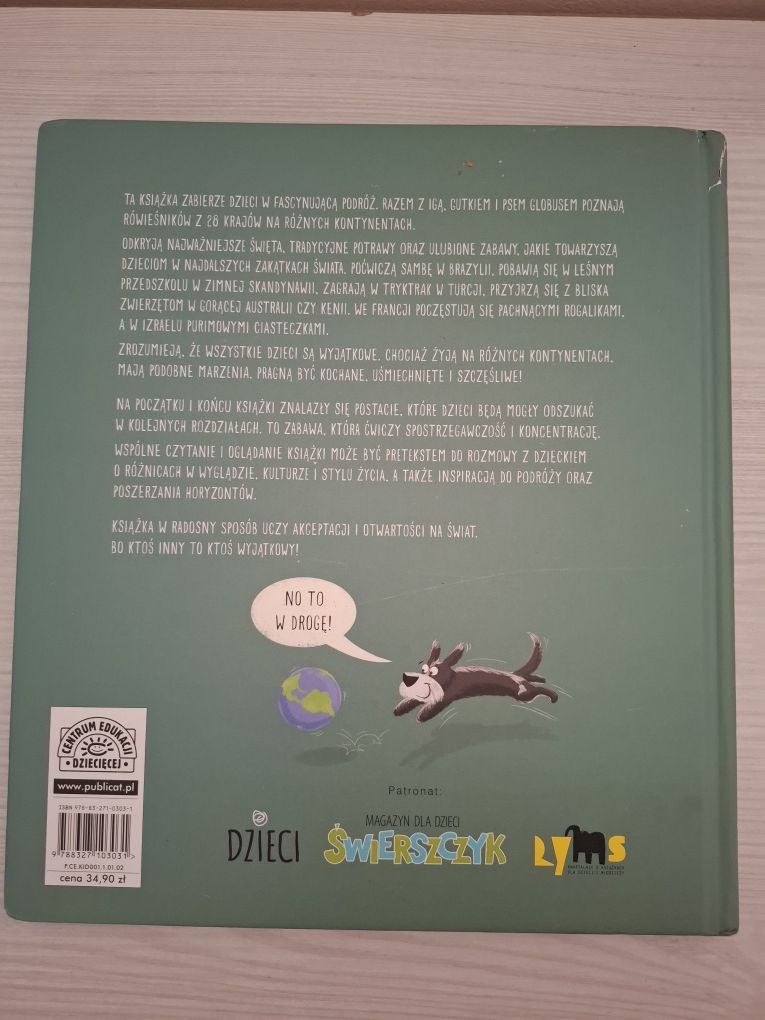 TA KSIĄŻKA ZABIERZE DZIECI W FASCYNUJĄCĄ PODRÓŻ. RAZEM Z IGĄ, GUTKIEM I PSEM GLOBUSEM POZNAJĄ
RÓWIEŚNIKÓW Z 26 KRAJÓW NA RÓŻNYCH KONTYNENTACH.
ODKRYJĄ NAJWAŻNIEJSZE ŚWIĘTA, TRADYCYJNE POTRAWY ORAZ ULUBIONE ZABAWY, JAKIE TOWARZYSZĄ
DZIECIOM W NAJDALSZYCH ZAKĄTKACH ŚWIATA. POĆWICZĄ SAMBĘ W BRAZYLII, POBAWIĄ SIĘ W LEŚNYM
PRZEDSZKOLU W ZIMNEJ SKANDYNAWII, ZAGRAJĄ W TRYKTRAK W TURCJI, PRZYJRZĄ SIĘ Z BLISKA
ZWIERZĘTOM W GORĄCEJ AUSTRALII CZY KENII. WE FRANCJI POCZĘSTUJĄ SIĘ PACHNĄCYMI ROGALIKAMI,
A W IZRAELU PURIMOWYMI CIASTECZKAMI.
ZROZUMIEJĄ, ŻE WSZYSTKIE DZIECI SĄ WYJĄTKOWE. CHOCIAŻ ŻYJĄ NA RÓŻNYCH KONTYNENTACH,
MAJĄ PODOBNE MARZENIA. PRAGNĄ BYĆ KOCHANE, UŚMIECHNIĘTE I SZCZĘŚLIWE!
NA POCZĄTKU I KOŃCU KSIĄŻKI ZNALAZŁY SIĘ POSTACIE, KTÓRE DZIECI BĘDĄ MOGŁY ODSZUKAĆ
W KOLEJNYCH ROZDZIAŁACH. TO ZABAWA, KTÓRA ĆWICZY SPOSTRZEGAWCZOŚĆ I KONCENTRACJĘ.
WSPÓLNE CZYTANIE I OGLĄDANIE KSIĄŻKI MOŻE BYĆ PRETEKSTEM DO ROZMOWY Z DZIECKIEM
O RÓŻNICACH W WYGLĄDZIE, KULTURZE I STYLU ŻYCIA, A TAKŻE INSPIRACJĄ DO PODRÓŻY ORAZ
POSZERZANIA HORYZONTÓW.
KSIĄŻKA W RADOSNY SPOSÓB UCZY AKCEPTACJI I OTWARTOŚCI NA ŚWIAT,
BO KTOŚ INNY TO KTOŚ WYJĄTKOWY!
NO TO
W DROGĘ!
CENTRUM EDUKACJI
DZIECIĘCEJ
www.publicat.pl
ISBN 978-83-271-0303-1
9 788327 103031 >
P.CE.KID001.1.01.02
cena 34,90 zł
Patronat:
DZIECI
MAGAZYN DLA DZIECI
ŚWIERSZCZYK
RYMS
KWARTALNIK O KSIĄŻKACH
DLA DZIECI I MŁODZIEŻY